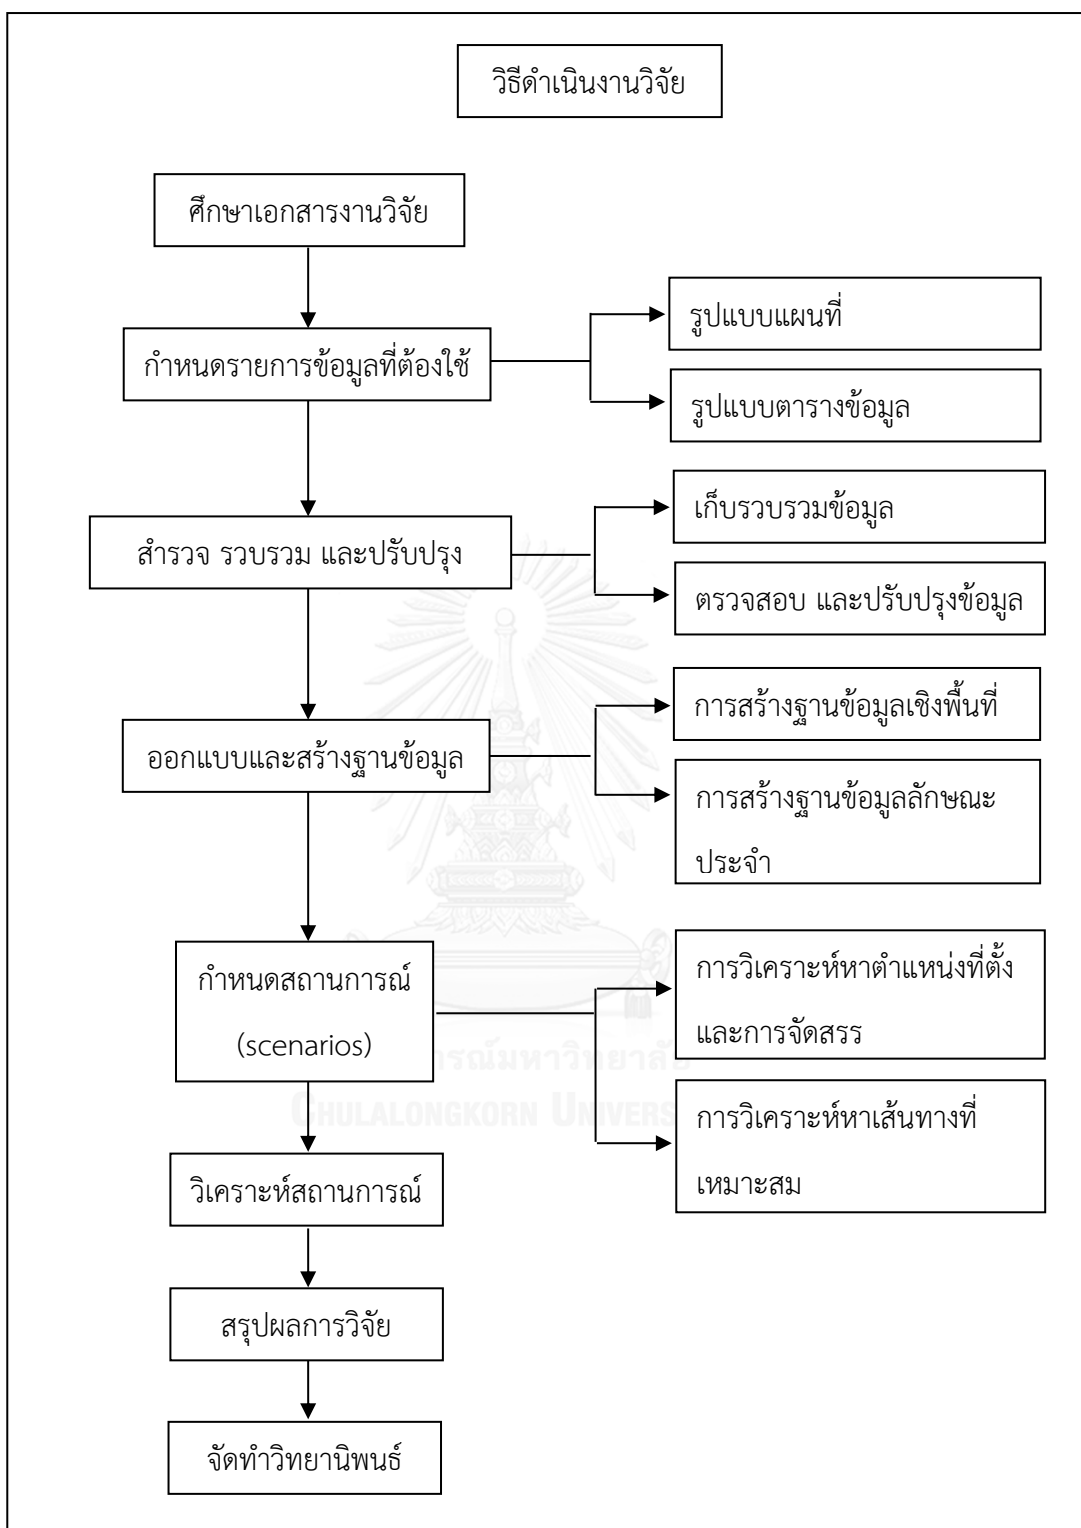 วิธีดำเนินงานวิจัย
ศึกษาเอกสารงานวิจัย
กำหนดรายการข้อมูลที่ต้องใช้
รูปแบบแผนที่
รูปแบบตารางข้อมูล
สำรวจ รวบรวม และปรับปรุง
เก็บรวบรวมข้อมูล
ตรวจสอบ และปรับปรุงข้อมูล
ออกแบบและสร้างฐานข้อมูล
การสร้างฐานข้อมูลเชิงพื้นที่
การสร้างฐานข้อมูลลักษณะ
ประจำ
กำหนดสถานการณ์
(scenarios)
การวิเคราะห์หาตำแหน่งที่ตั้ง
และการจัดสรร
การวิเคราะห์หาเส้นทางที่
เหมาะสม
วิเคราะห์สถานการณ์
สรุปผลการวิจัย
จัดทำวิทยานิพนธ์
ารณ์มหาวิทยาลัย
CHULALONGKORN UNIVERS